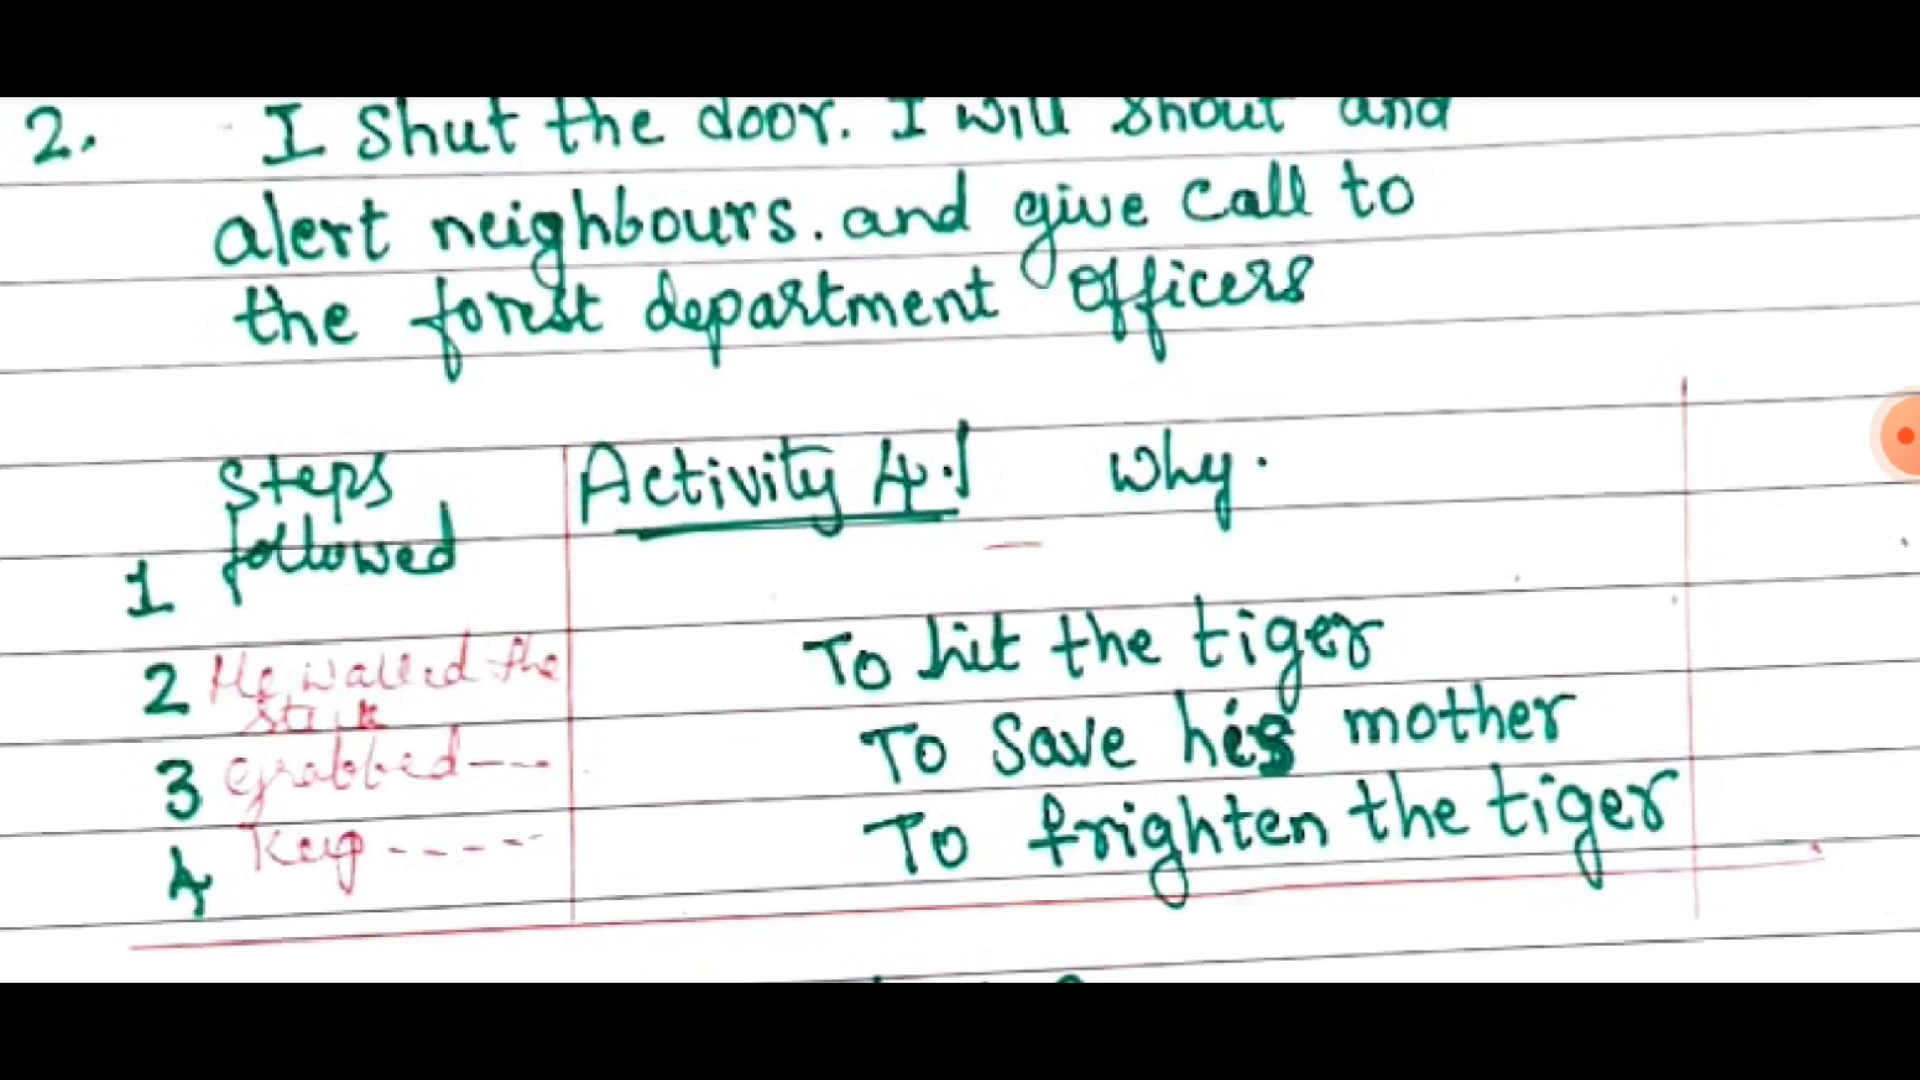 2. I shut the door. I will shout and
alert neighbours. and give call to
the forest department officers
Steps Activity 4.1 Why.
followed
1
2 He the To hit the tiger
stick
3 Grabbed --- To save his mother
4 Keep ----- To frighten the tiger